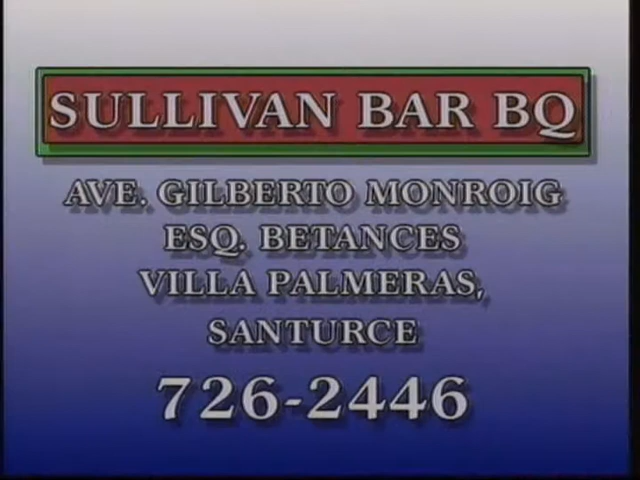 SULLIVAN BAR BQ
AVE. GILBERTO MONROIG
ESQ. BETANCES
VILLA PALMERAS,
SANTURCE
726-2446